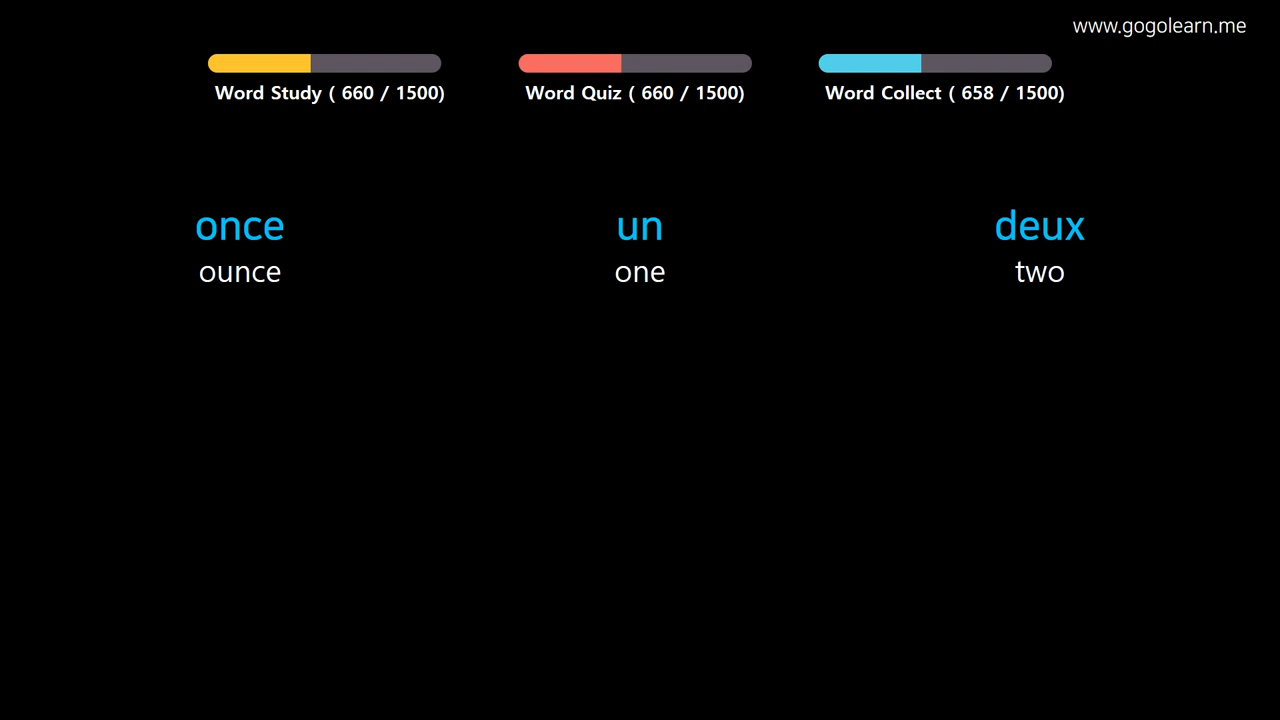 www.gogolearn.me
Word Study ( 660 / 1500)
Word Quiz ( 660 / 1500)
Word Collect ( 658 / 1500)
once
un
deux
ounce
one
two